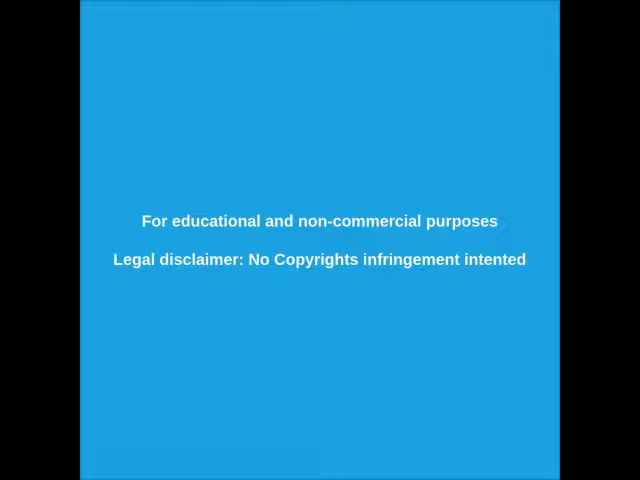 For educational and non-commercial purposes
Legal disclaimer: No Copyrights infringement intented